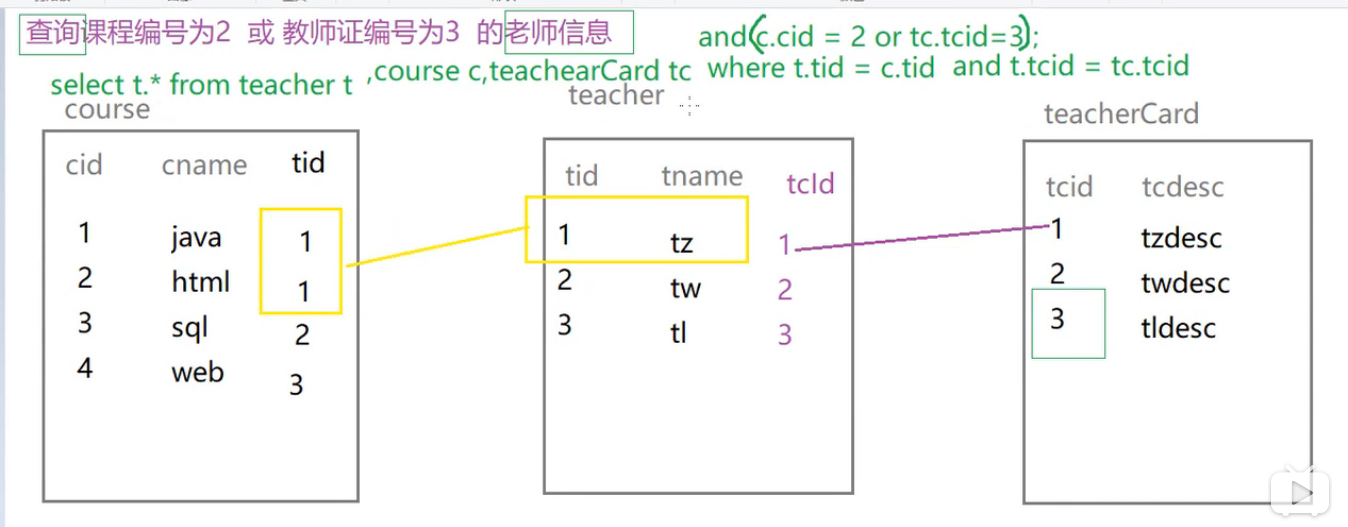 查询课程编号为2 或 教师证编号为3 的老师信息
and(c.cid = 2 or tc.tcid=3);
select t.* from teacher t ,course c,teachearCard tc where t.tid = c.tid and t.tcid = tc.tcid
course
teacher
teacherCard
cid cname tid
1 java 1
2 html 1
3 sql 2
4 web 3
tid tname tcId
1 tz 1
2 tw 2
3 tl 3
tcid tcdesc
1 tzdesc
2 twdesc
3 tldesc